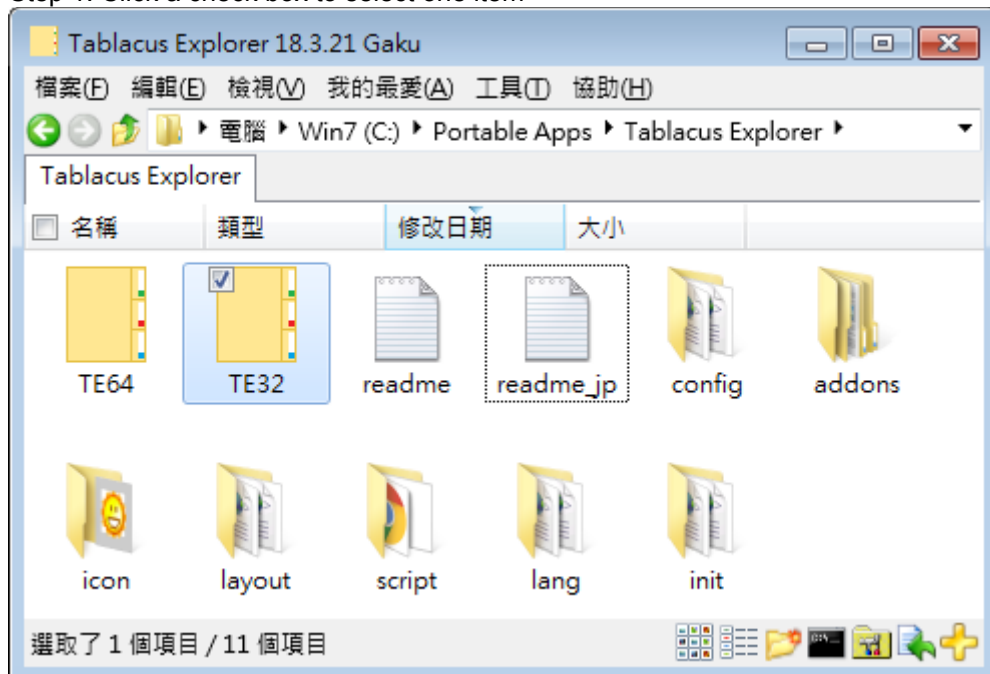 Tablacus Explorer 18.3.21 Gaku
檔案(F) 編輯(E) 檢視(V) 我的最愛(A) 工具(T) 協助(H)
電腦 Win7 (C:) Portable Apps Tablacus Explorer
Tablacus Explorer
名稱 類型 修改日期 大小
TE64 TE32 readme readme_jp config addons
icon layout script lang init
選取了 1 個項目 / 11 個項目